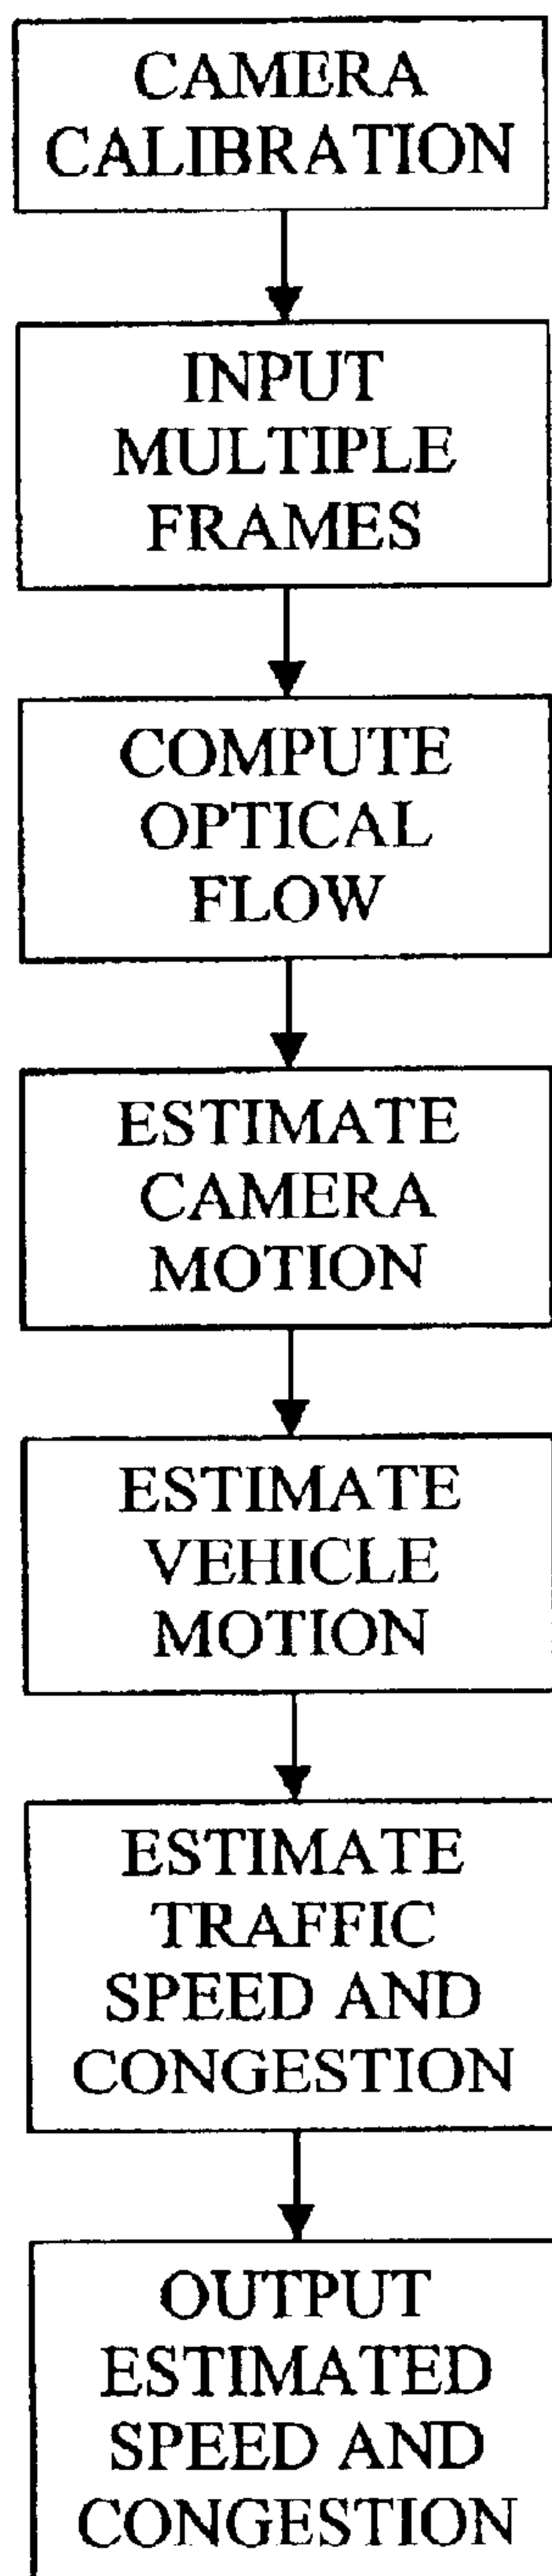 CAMERA
CALIBRATION
INPUT
MULTIPLE
FRAMES
COMPUTE
OPTICAL
FLOW
ESTIMATE
CAMERA
MOTION
ESTIMATE
VEHICLE
MOTION
ESTIMATE
TRAFFIC
SPEED AND
CONGESTION
OUTPUT
ESTIMATED
SPEED AND
CONGESTION